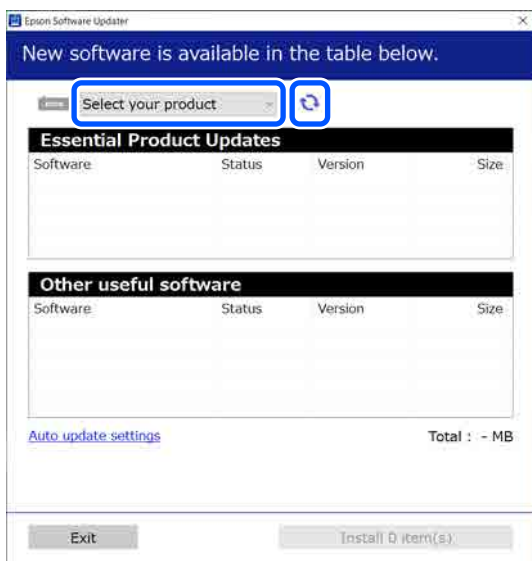 Epson Software Updater
New software is available in the table below.
Select your product
Essential Product Updates
Software Status Version Size
Other useful software
Software Status Version Size
Auto update settings Total : - MB
Exit Install 0 item(s)